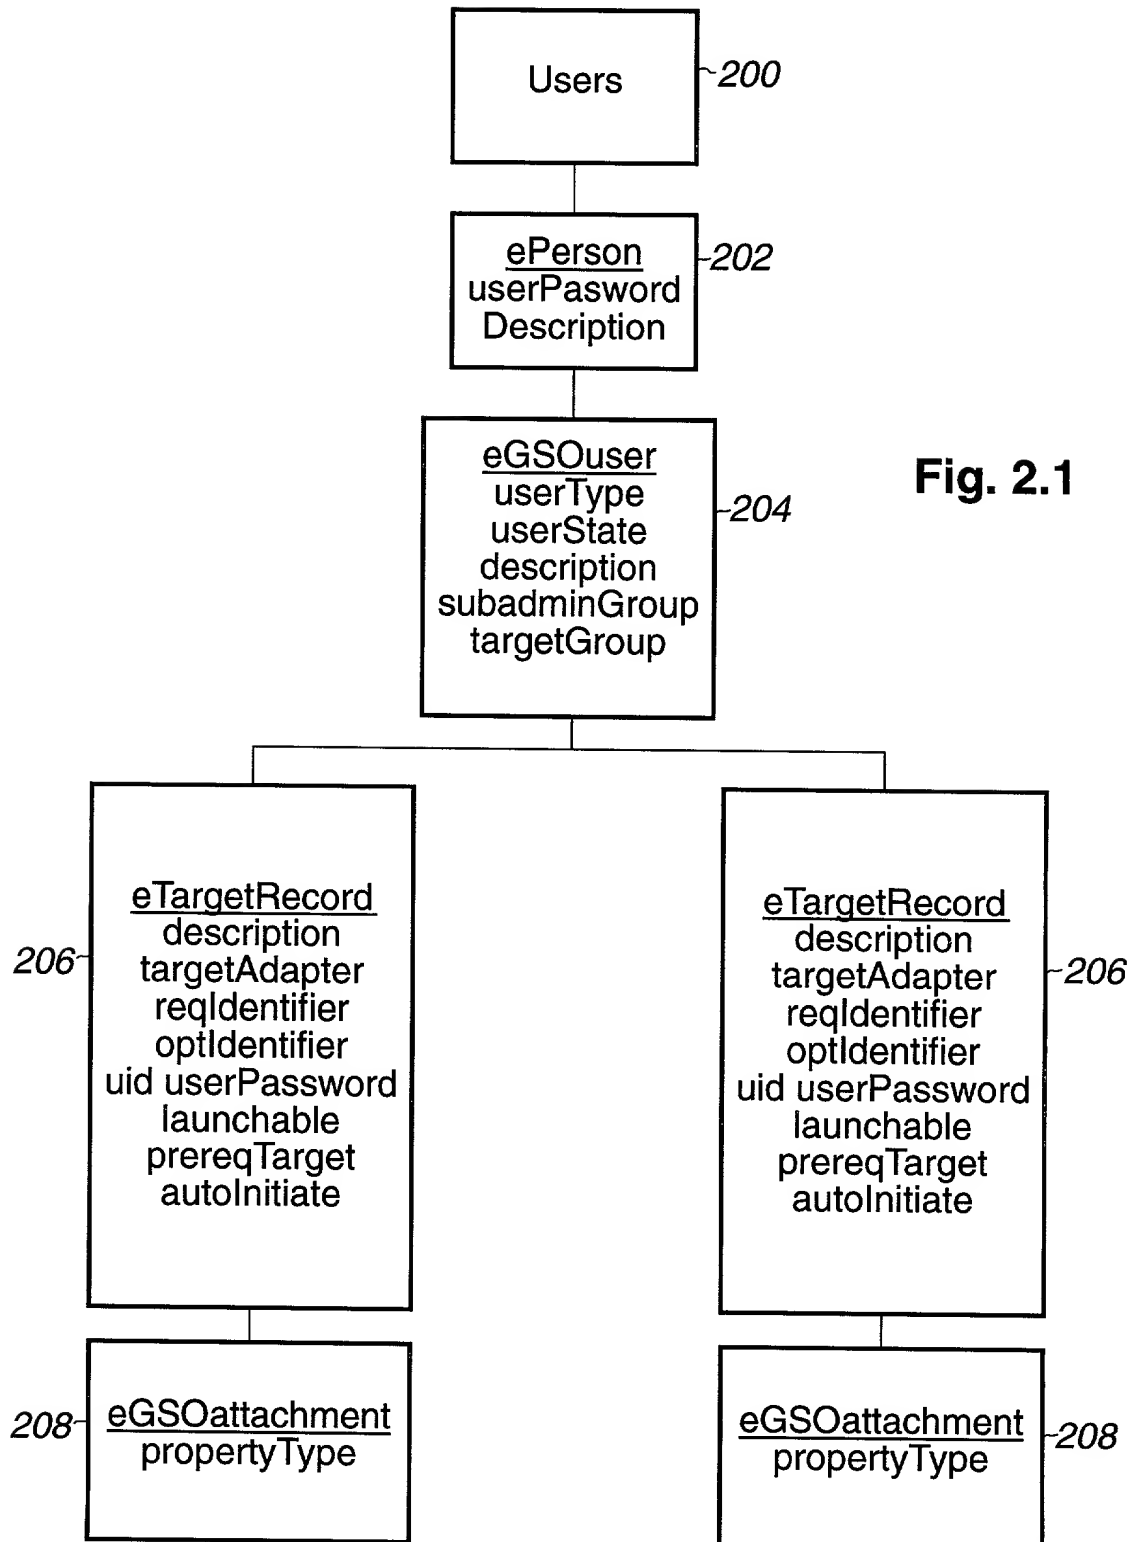 Users
200
ePerson
userPasword
Description
202
eGSOuser
userType
userState
description
subadminGroup
targetGroup
204
Fig. 2.1
eTargetRecord
description
targetAdapter
reqIdentifier
optIdentifier
uid userPassword
launchable
prereqTarget
autoInitiate
206
eTargetRecord
description
targetAdapter
reqIdentifier
optIdentifier
uid userPassword
launchable
prereqTarget
autoInitiate
206
eGSOattachment
propertyType
208
eGSOattachment
propertyType
208